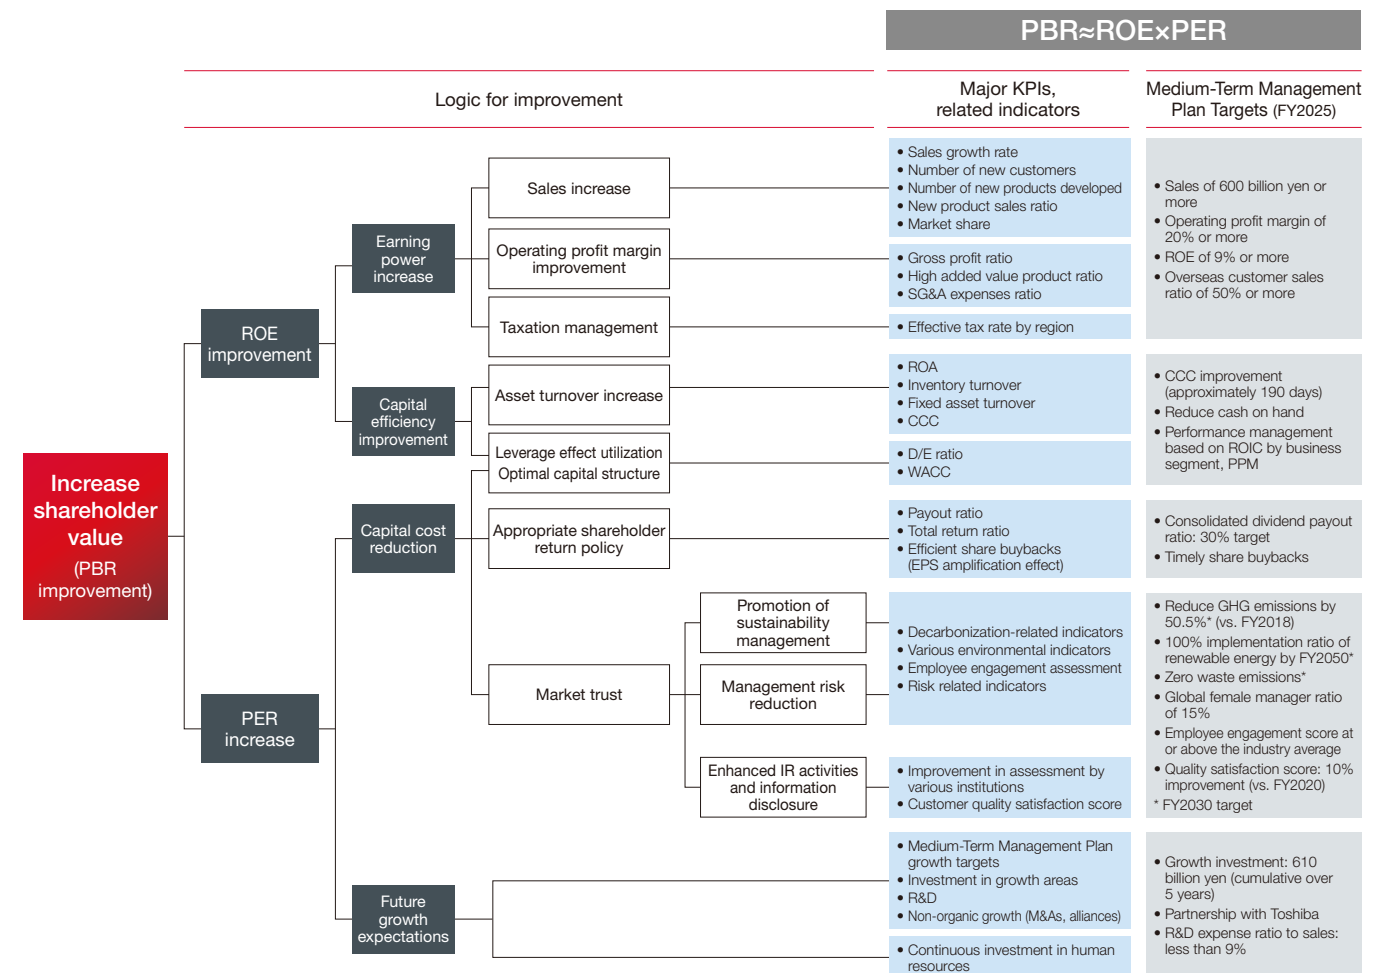 PBR≈ROE×PER
Logic for improvement
Major KPIs,
related indicators
Medium-Term Management
Plan Targets (FY2025)
Increase
shareholder
value
(PBR
improvement)
ROE
improvement
PER
increase
Earning
power
increase
Capital
efficiency
improvement
Capital cost
reduction
Future
growth
expectations
Sales increase
Operating profit margin
improvement
Taxation management
Asset turnover increase
Leverage effect utilization
Optimal capital structure
Appropriate shareholder
return policy
Market trust
Promotion of
sustainability
management
Management risk
reduction
Enhanced IR activities
and information
disclosure
• Sales growth rate
• Number of new customers
• Number of new products developed
• New product sales ratio
• Market share
• Gross profit ratio
• High added value product ratio
• SG&A expenses ratio
• Effective tax rate by region
• ROA
• Inventory turnover
• Fixed asset turnover
• CCC
• D/E ratio
• WACC
• Payout ratio
• Total return ratio
• Efficient share buybacks
(EPS amplification effect)
• Decarbonization-related indicators
• Various environmental indicators
• Employee engagement assessment
• Risk related indicators
• Improvement in assessment by
various institutions
• Customer quality satisfaction score
• Medium-Term Management Plan
growth targets
• Investment in growth areas
• R&D
• Non-organic growth (M&As, alliances)
• Continuous investment in human
resources
• Sales of 600 billion yen or
more
• Operating profit margin of
20% or more
• ROE of 9% or more
• Overseas customer sales
ratio of 50% or more
• CCC improvement
(approximately 190 days)
• Reduce cash on hand
• Performance management
based on ROIC by business
segment, PPM
• Consolidated dividend payout
ratio: 30% target
• Timely share buybacks
• Reduce GHG emissions by
50.5%* (vs. FY2018)
• 100% implementation ratio of
renewable energy by FY2050*
• Zero waste emissions*
• Global female manager ratio
of 15%
• Employee engagement score at
or above the industry average
• Quality satisfaction score: 10%
improvement (vs. FY2020)
* FY2030 target
• Growth investment: 610
billion yen (cumulative over
5 years)
• Partnership with Toshiba
• R&D expense ratio to sales:
less than 9%